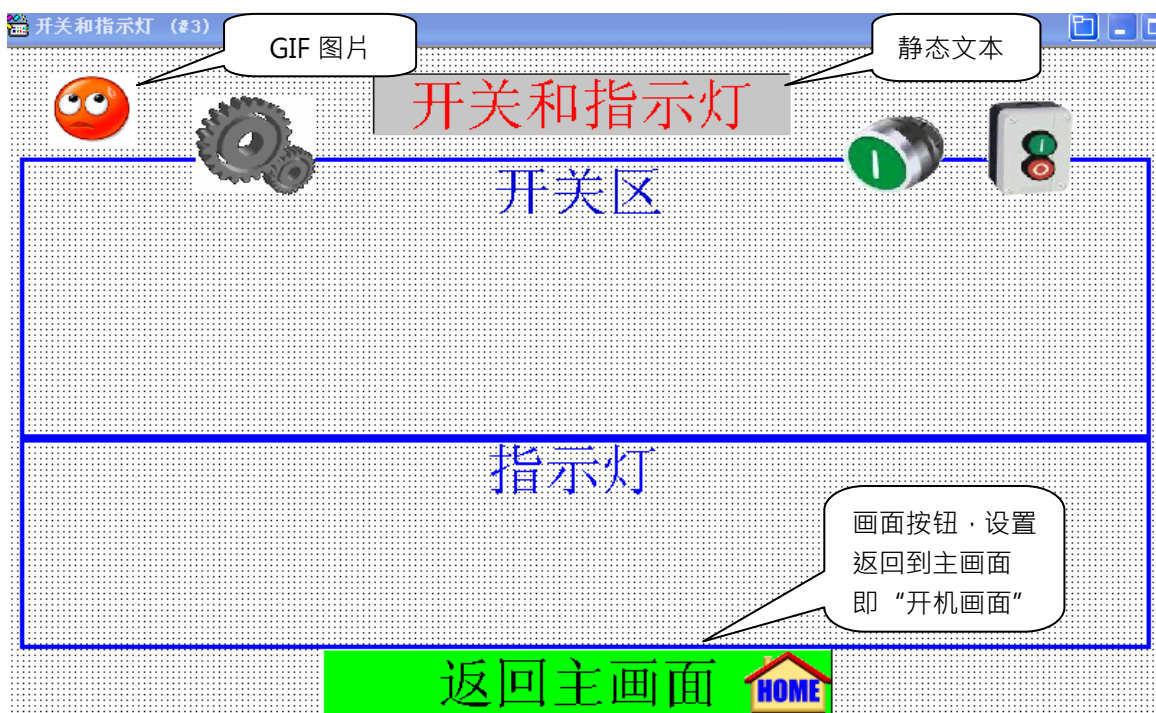 开关和指示灯 (#3)
GIF 图片
静态文本
开关和指示灯
开关区
指示灯
画面按钮，设置
返回到主画面
即“开机画面”
返回主画面
HOME